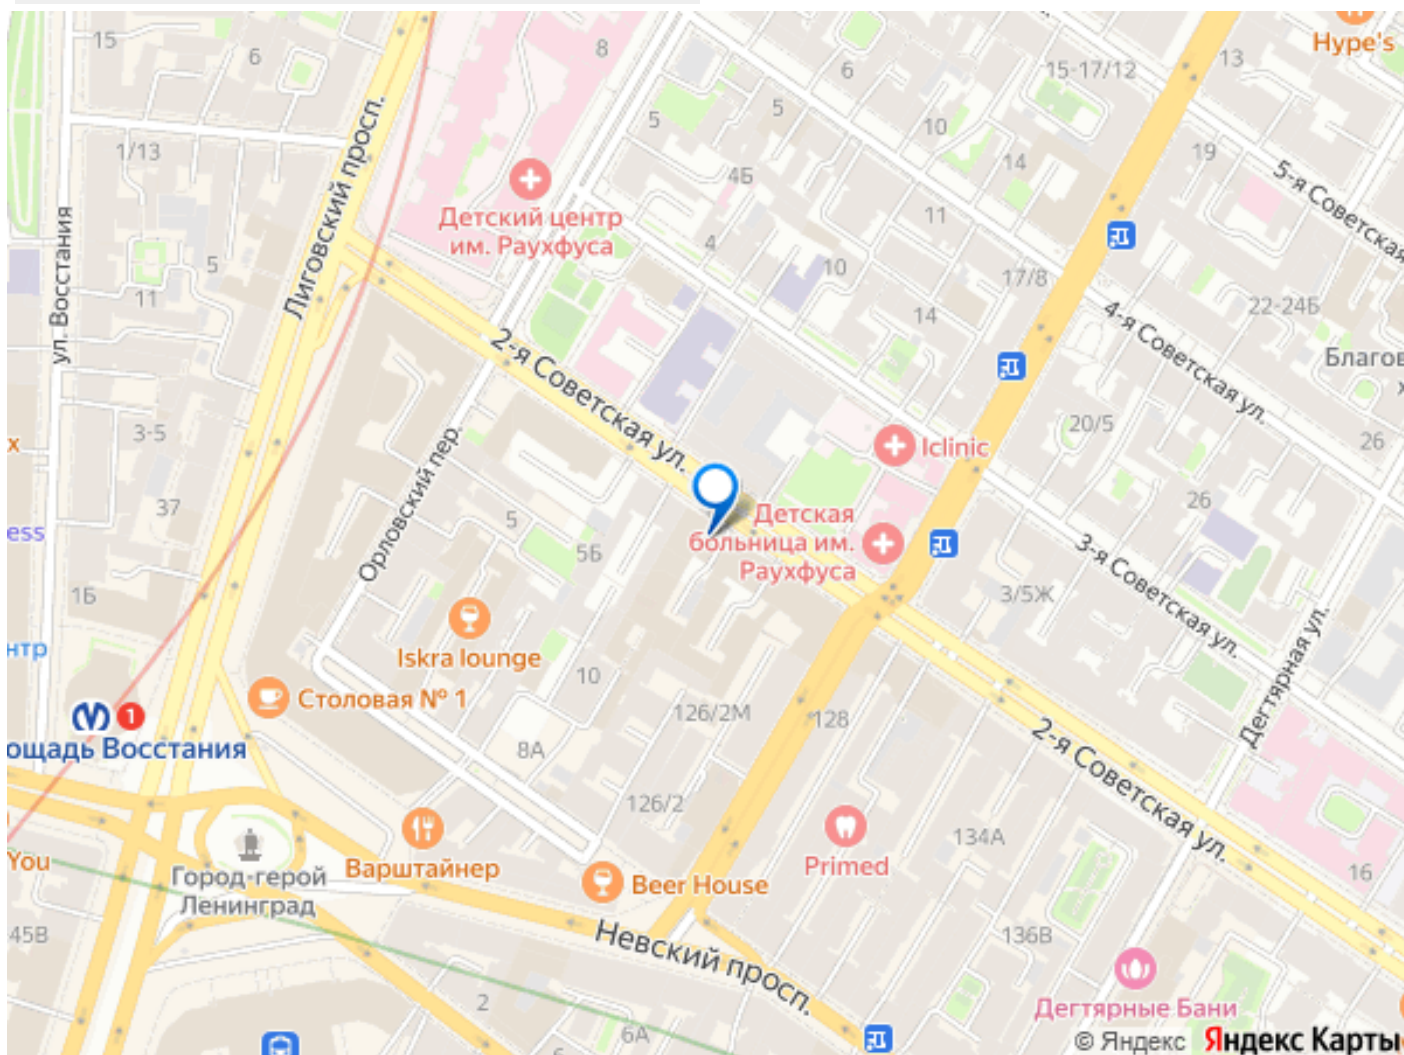 15
6
8
Hype's
13
6
15-17/12
5
5
10
1/13
Лиговский просп.
4Б
14
19
5-я Советская
Детский центр
им. Раухфуса
11
ул. Восстания
5
4
10
17/8
11
14
22-24Б
4-я Советская ул.
2-я Советская ул.
Благов
х
3-5
20/5
26
Iclinic
37
Орловский пер.
26
ess
5
5Б
Детская
больница им.
Раухфуса
3-я Советская ул.
1Б
3/5Ж
нтр
Iskra lounge
Дегтярная ул.
10
Столовая № 1
126/2М
128
1
ощадь Восстания
8А
2-я Советская ул.
126/2
134А
You
Город-герой
Ленинград
Варштайнер
Primed
16
Beer House
45В
Невский просп.
136В
2
6А
Дегтярные Бани
© Яндекс Яндекс Карты